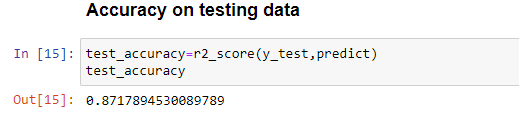 Accuracy on testing data
In [15]: test_accuracy=r2_score(y_test,predict)
test_accuracy
Out[15]: 0.8717894530089789